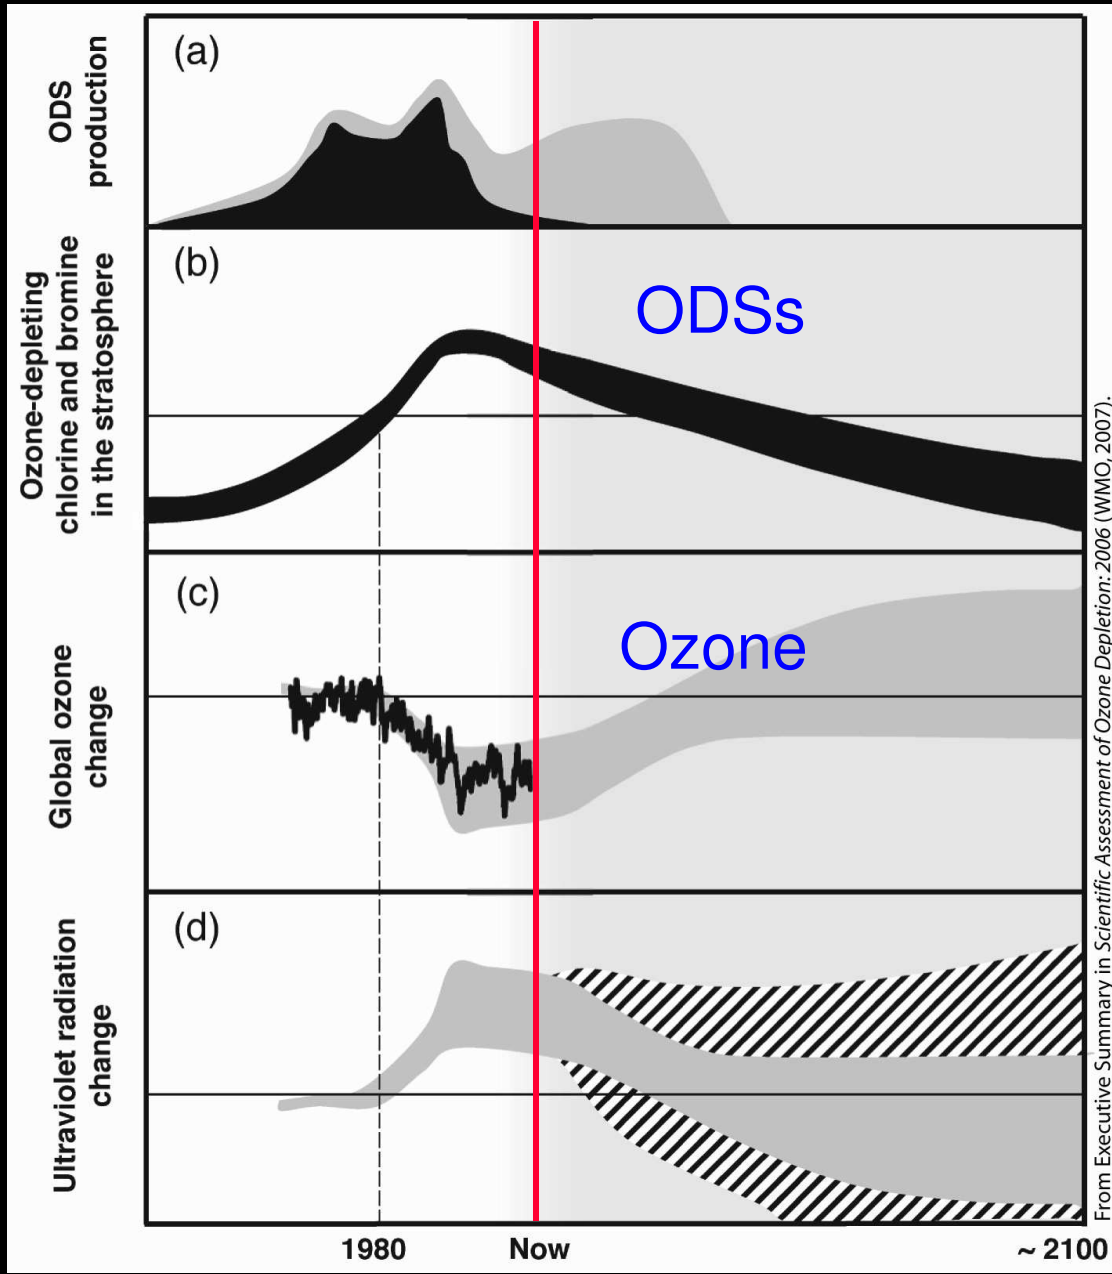 (a)
ODS
production
(b)
ODSs
Ozone-depleting
chlorine and bromine
in the stratosphere
(c)
Ozone
Global ozone
change
(d)
Ultraviolet radiation
change
1980
Now
~ 2100
From Executive Summary in Scientific Assessment of Ozone Depletion: 2006 (WMO, 2007).